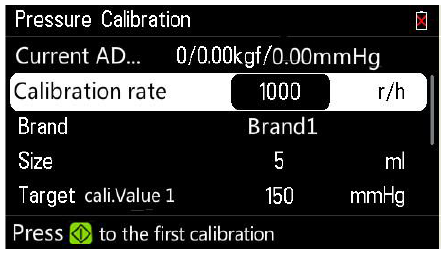 Pressure Calibration
Current AD... 0/0.00kgf/0.00mmHg
Calibration rate 1000 r/h
Brand Brand1
Size 5 ml
Target cali.Value 1 150 mmHg
Press to the first calibration